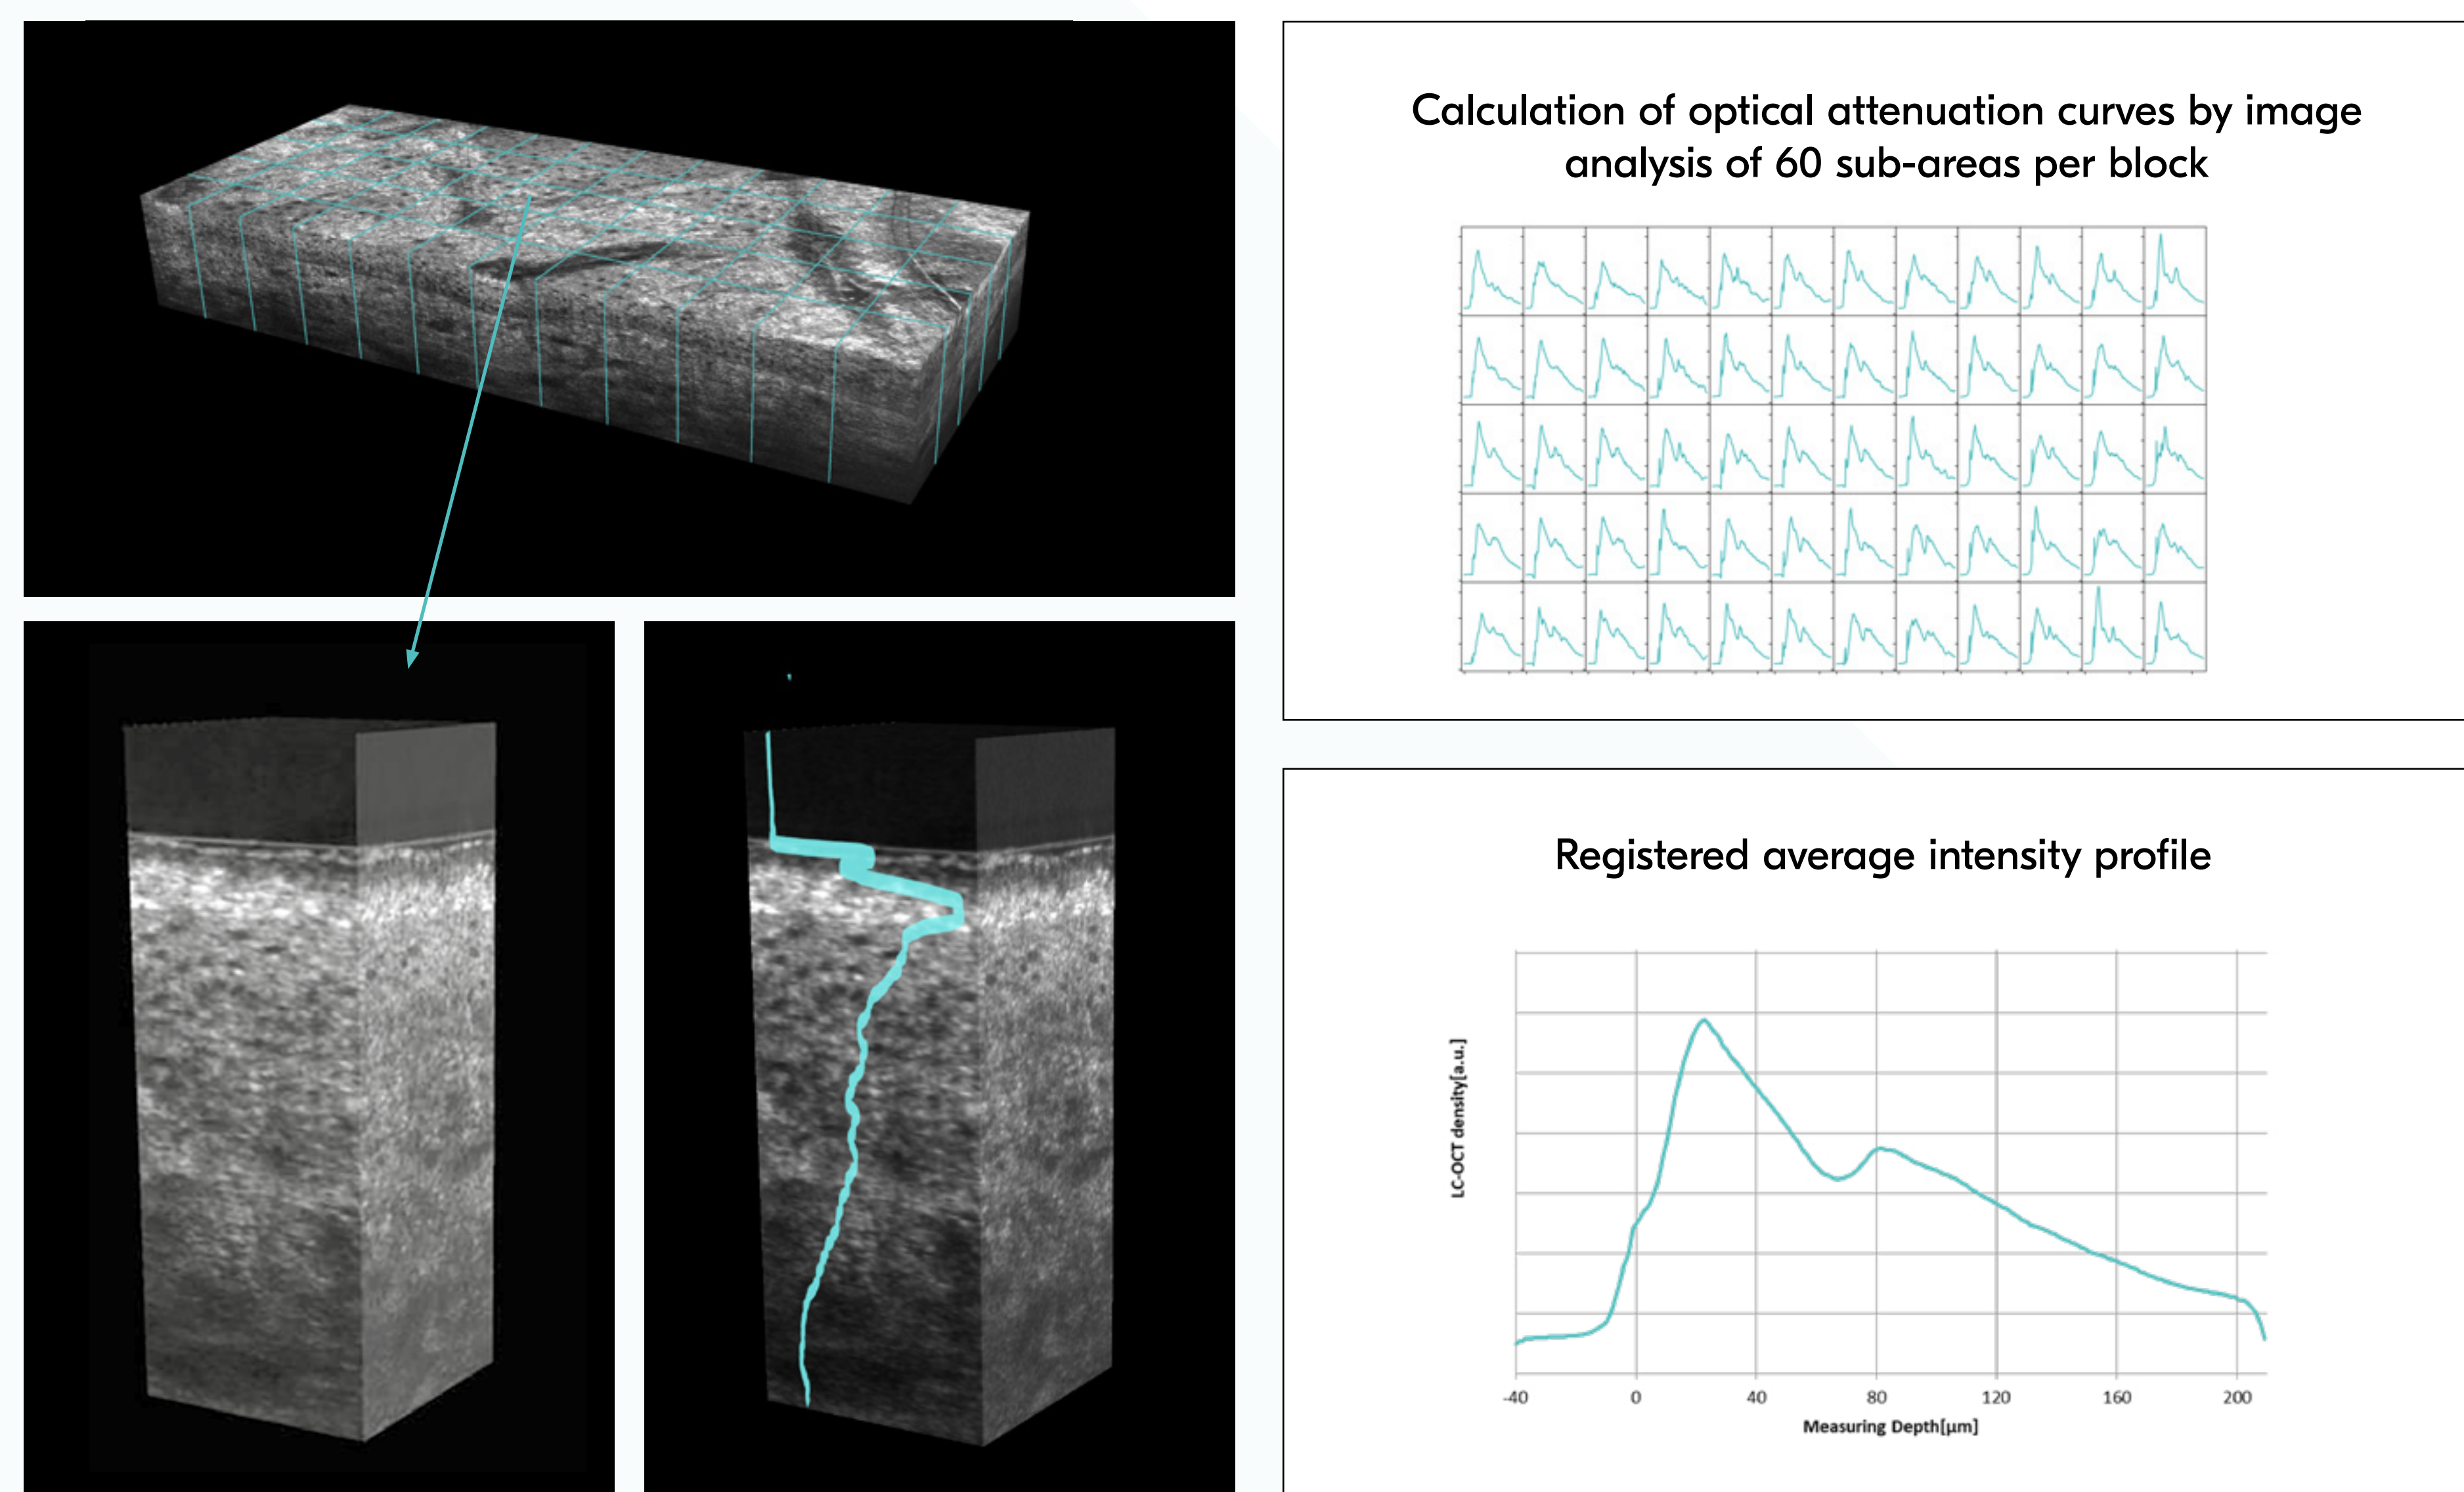 Calculation of optical attenuation curves by image
analysis of 60 sub-areas per block
Registered average intensity profile
LC-OCT density[a.u.]
-40 0 40 80 120 160 200
Measuring Depth[µm]